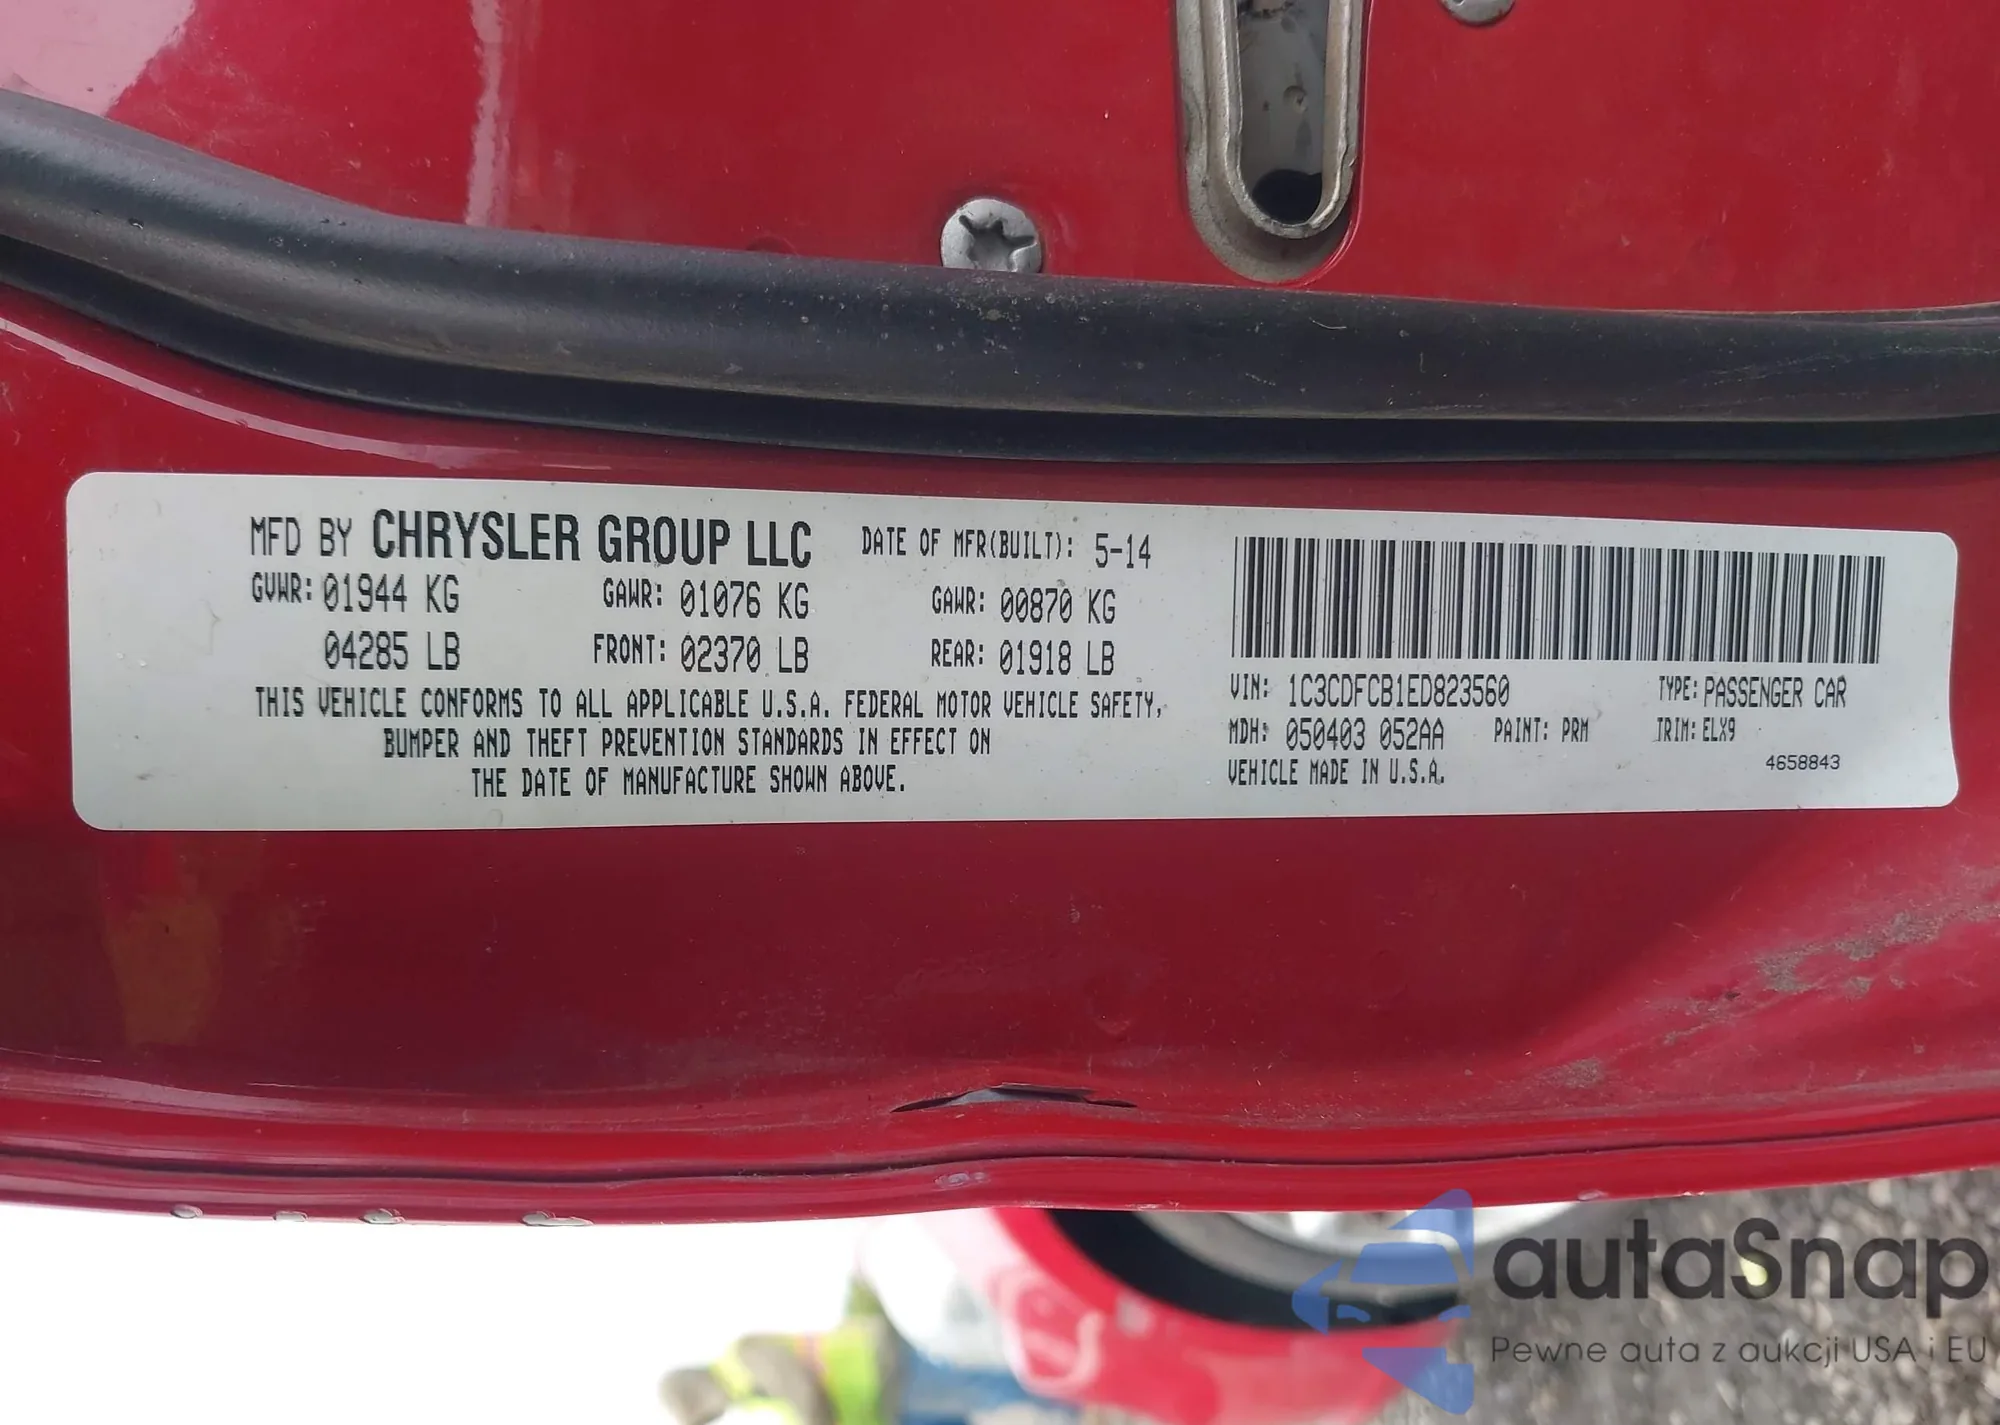 MFD BY CHRYSLER GROUP LLC DATE OF MFR(BUILT): 5-14
GVWR: 01944 KG GAWR: 01076 KG GAWR: 00870 KG
04285 LB FRONT: 02370 LB REAR: 01918 LB
THIS VEHICLE CONFORMS TO ALL APPLICABLE U.S.A. FEDERAL MOTOR VEHICLE SAFETY,
BUMPER AND THEFT PREVENTION STANDARDS IN EFFECT ON
THE DATE OF MANUFACTURE SHOWN ABOVE.
VIN: 1C3CDFCB1ED823560 TYPE: PASSENGER CAR
MDH: 050403 052AA PAINT: PRM TRIM: ELX9
VEHICLE MADE IN U.S.A. 4658843
autaSnap
Pewne auta z aukcji USA i EU